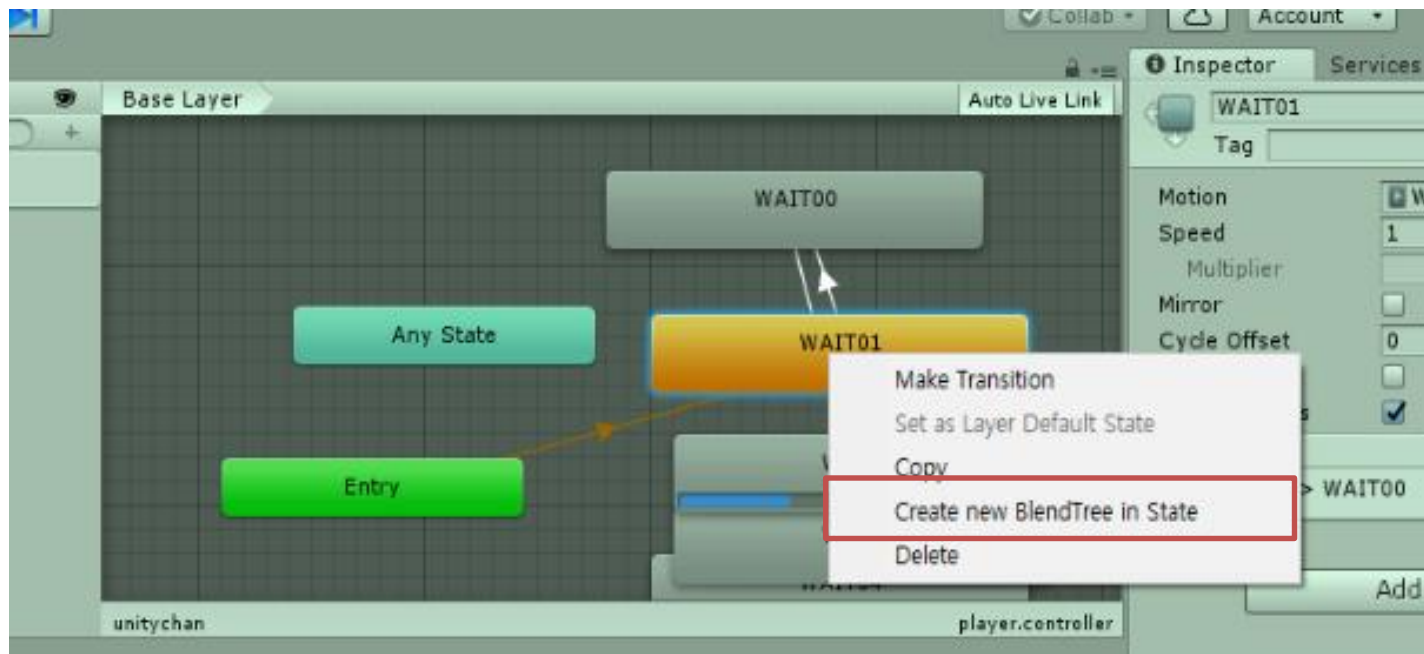 Collab
Account
Inspector
Services
Base Layer
Auto Live Link
WAIT01
Tag
WAIT00
Motion
Speed
1
Multiplier
Mirror
Any State
WAIT01
Cycle Offset
0
Make Transition
Set as Layer Default State
Copy
Entry
> WAIT00
Create new BlendTree in State
Delete
Add
unitychan
player.controller